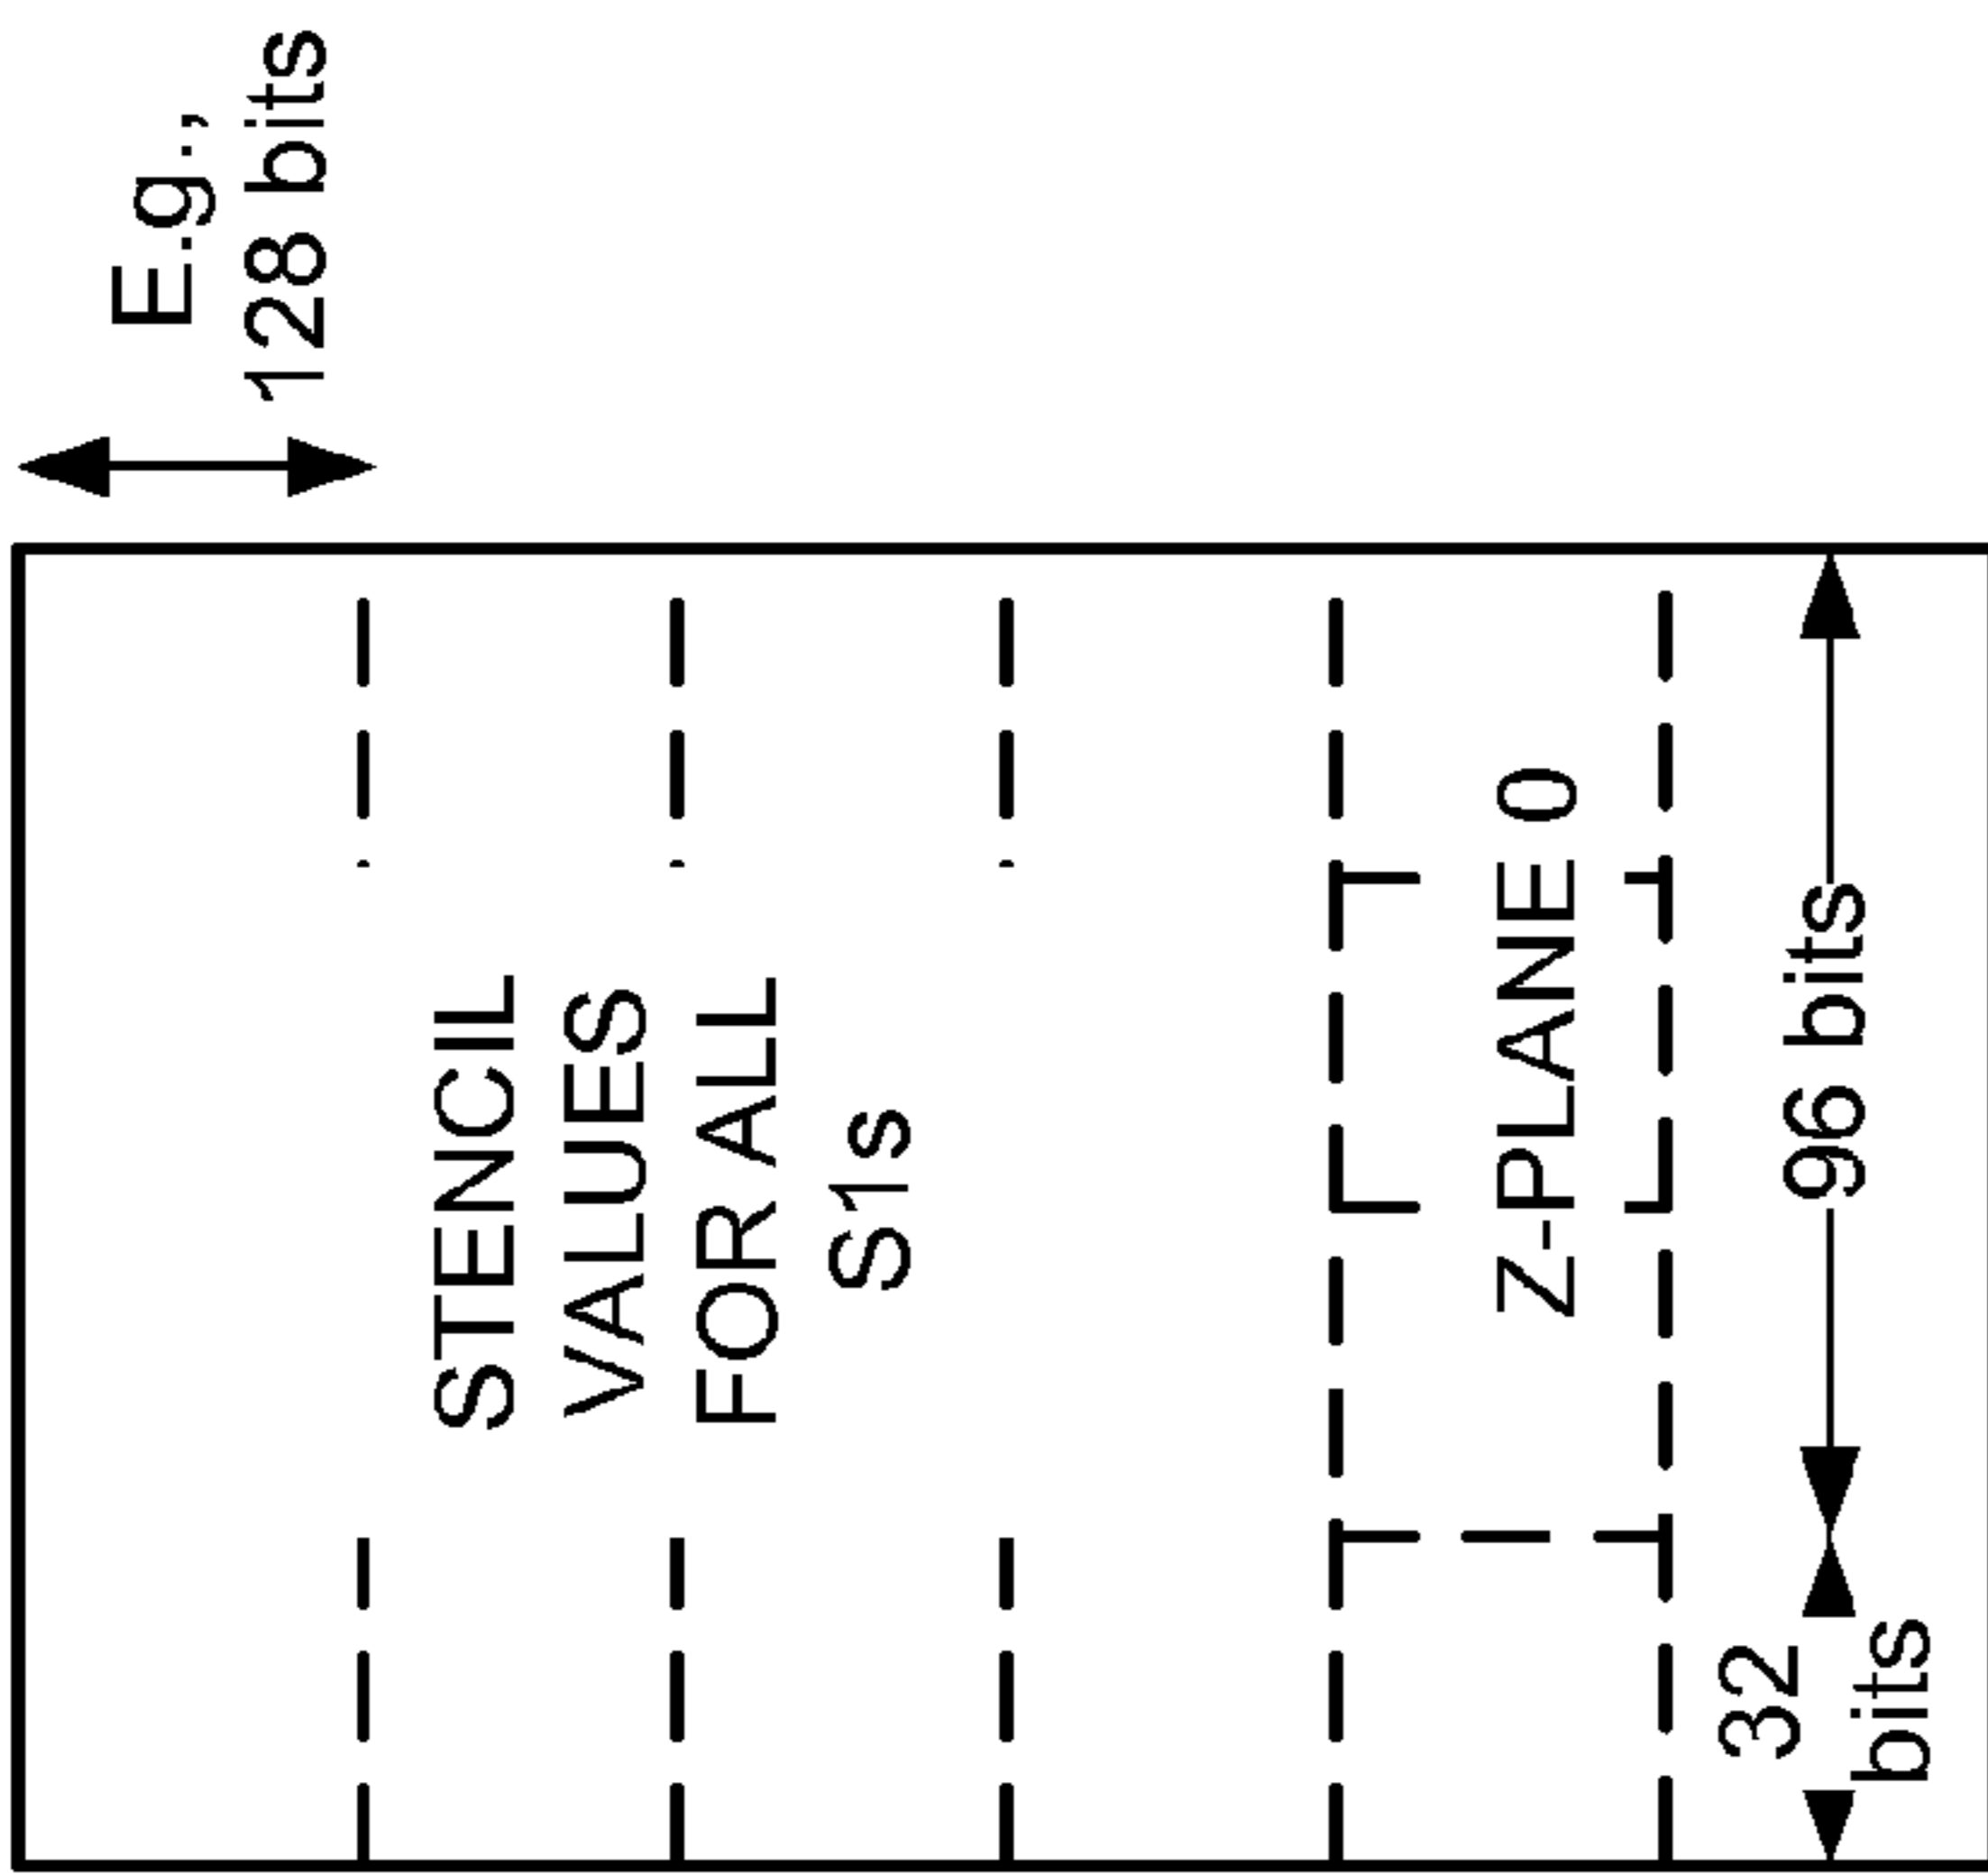 E.g.,
128 bits
STENCIL
VALUES
FOR ALL
S1s
Z-PLANE 0
32
bits
96 bits